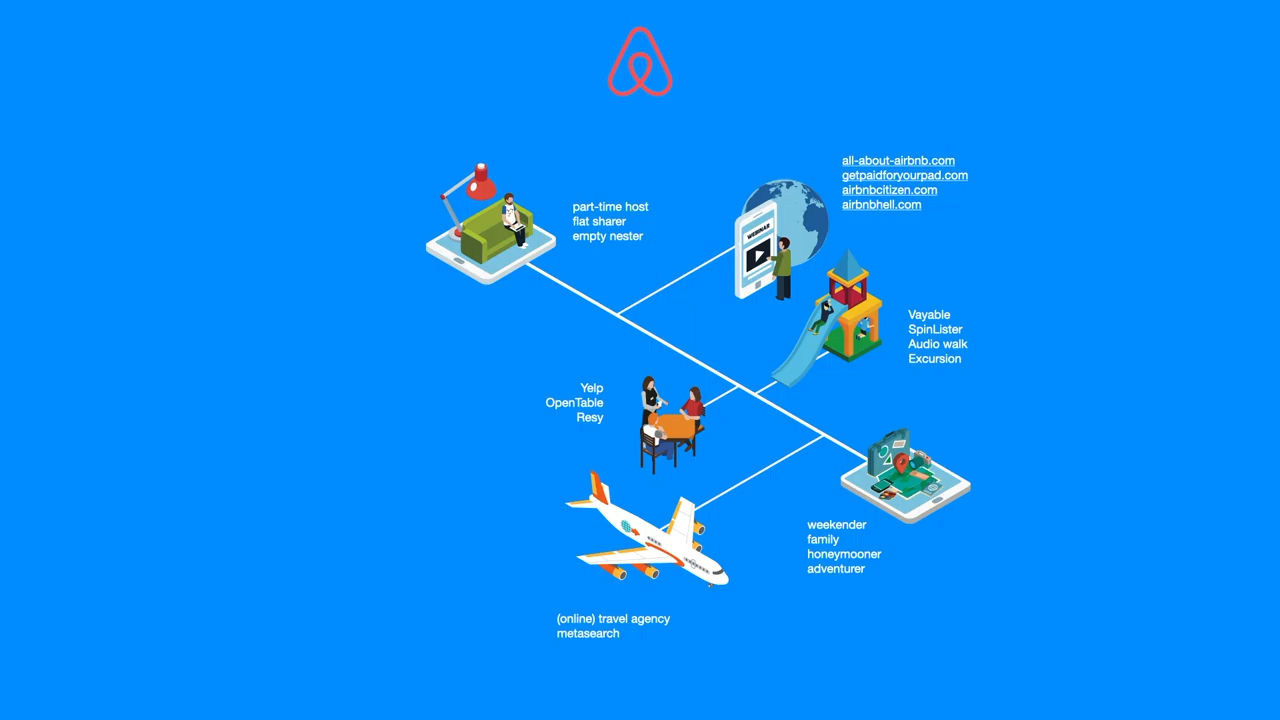 all-about-airbnb.com
getpaidforyourpad.com
airbnbcitizen.com
airbnbhell.com
part-time host
flat sharer
empty nester
WEBINAR
Vayable
SpinLister
Audio walk
Excursion
Yelp
OpenTable
Resy
weekender
family
honeymooner
adventurer
(online) travel agency
metasearch